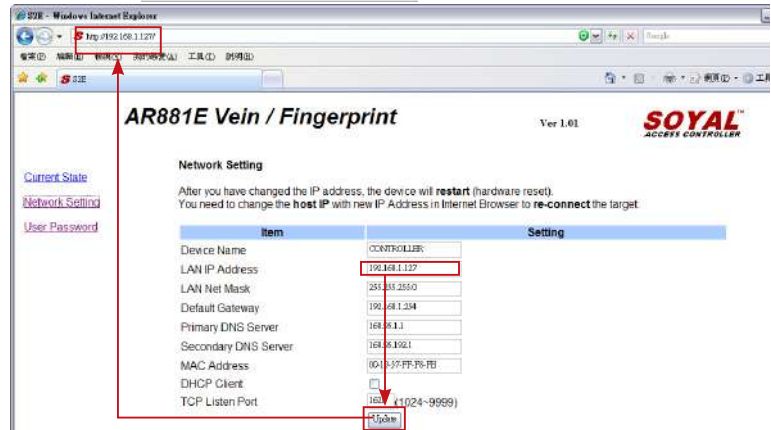 S2E - Windows Internet Explorer
http://192.168.1.127/
S2E
AR881E Vein / Fingerprint
Ver 1.01
SOYAL™
ACCESS CONTROLLER
Current State
Network Setting
User Password
Network Setting
After you have changed the IP address, the device will restart (hardware reset).
You need to change the host IP with new IP Address in Internet Browser to re-connect the target.
Item Setting
Device Name CONTROLLER
LAN IP Address 192.168.1.127
LAN Net Mask 255.255.255.0
Default Gateway 192.168.1.254
Primary DNS Server 168.95.1.1
Secondary DNS Server 168.95.192.1
MAC Address
DHCP Client
TCP Listen Port (1024~9999)
Update